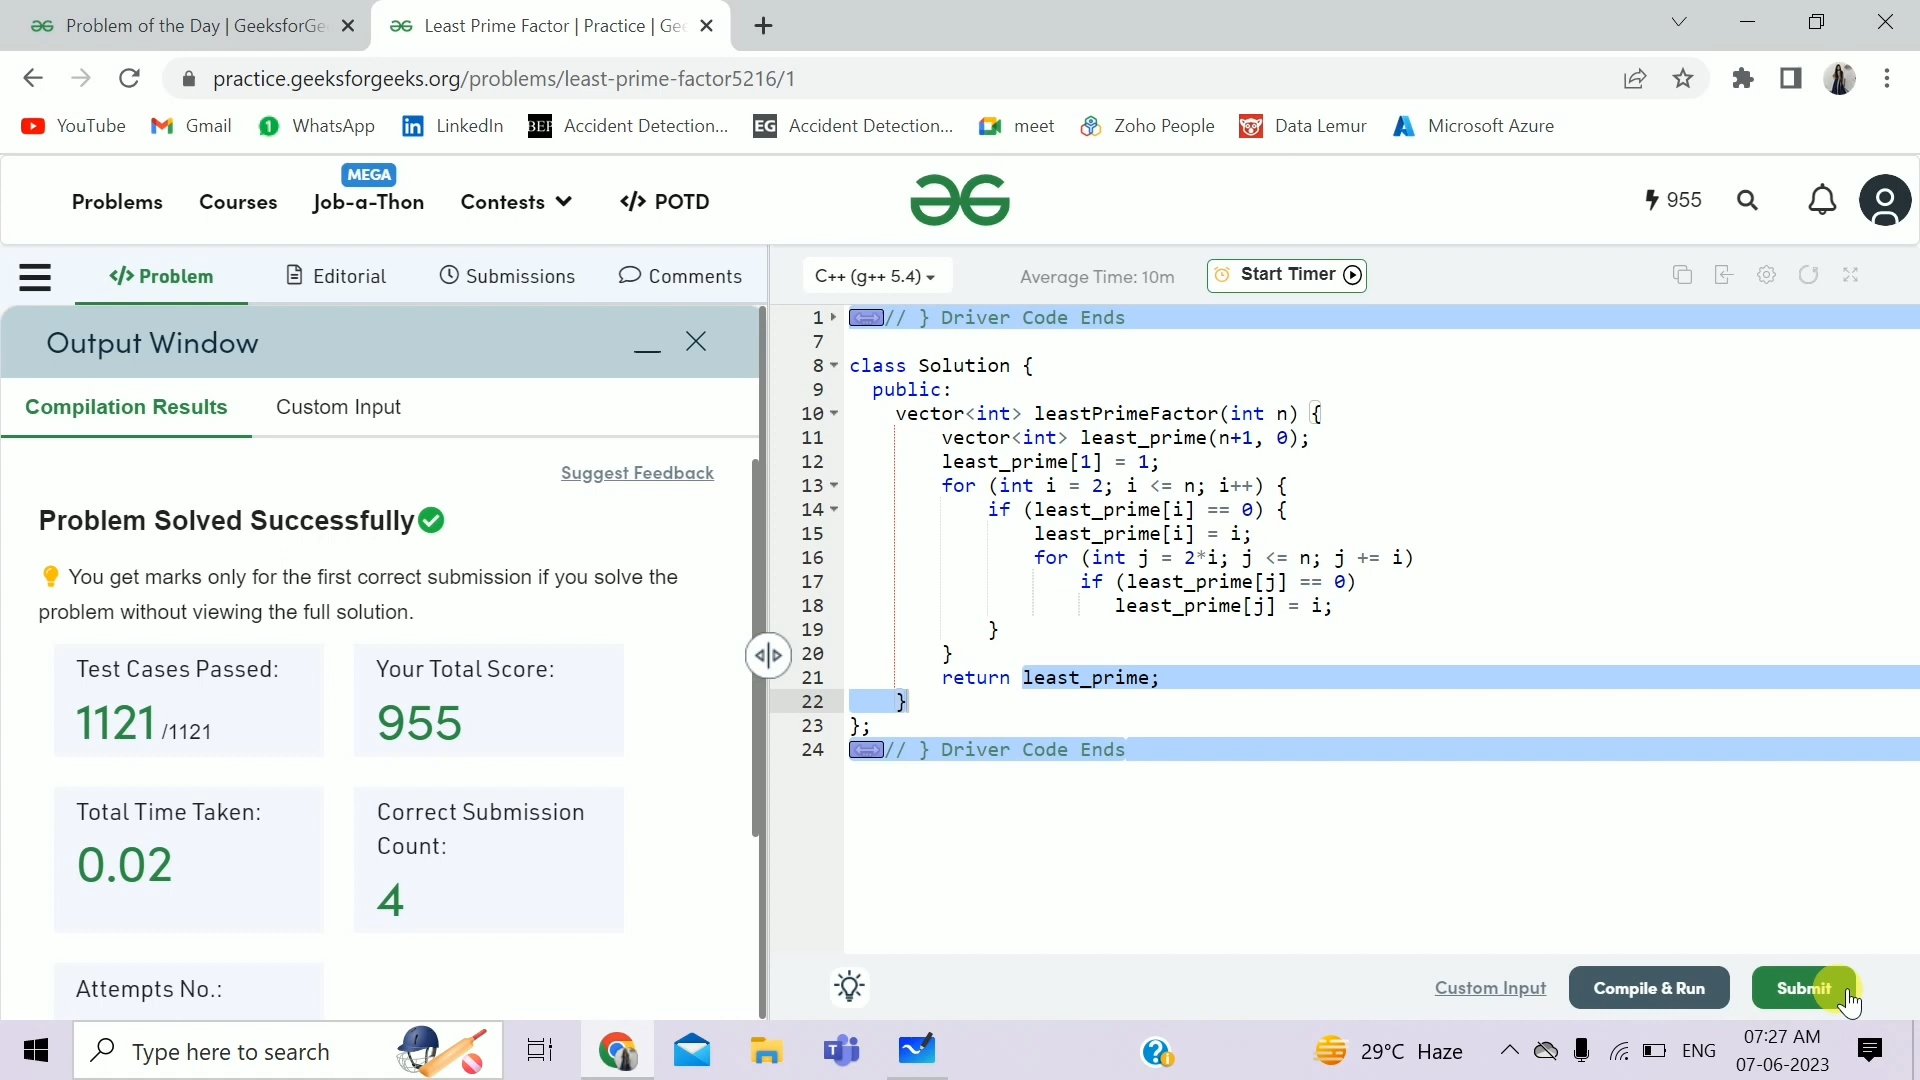 Problem of the Day | GeeksforGe
Least Prime Factor | Practice | Ge
practice.geeksforgeeks.org/problems/least-prime-factor5216/1
YouTube
Gmail
1
WhatsApp
in
LinkedIn
BEP
Accident Detection...
EG
Accident Detection...
meet
Zoho People
Data Lemur
Microsoft Azure
MEGA
Problems
Courses
Job-a-Thon
Contests
</> POTD
955
</> Problem
Editorial
Submissions
Comments
C++ (g++ 5.4)
Average Time: 10m
Start Timer
Output Window
Compilation Results
Custom Input
Suggest Feedback
Problem Solved Successfully
You get marks only for the first correct submission if you solve the
problem without viewing the full solution.
Test Cases Passed:
1121 /1121
Your Total Score:
955
Total Time Taken:
0.02
Correct Submission
Count:
4
Attempts No.:
1 // } Driver Code Ends
7
8 class Solution {
9 public:
10 vector<int> leastPrimeFactor(int n) {
11 vector<int> least_prime(n+1, 0);
12 least_prime[1] = 1;
13 for (int i = 2; i <= n; i++) {
14 if (least_prime[i] == 0) {
15 least_prime[i] = i;
16 for (int j = 2*i; j <= n; j += i)
17 if (least_prime[j] == 0)
18 least_prime[j] = i;
19 }
20 }
21 return least_prime;
22 }
23 };
24 // } Driver Code Ends
Custom Input
Compile & Run
Submit
Type here to search
29°C Haze
ENG
07:27 AM
07-06-2023